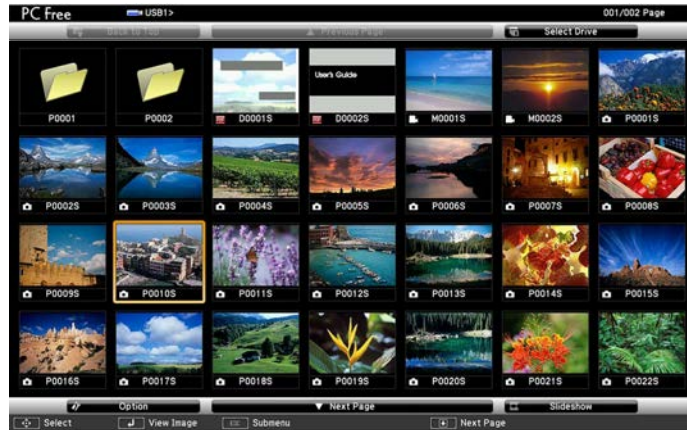 PC Free USB1> 001/002 Page
Back to Top ▲ Previous Page Select Drive
User's Guide
P0001 P0002 D0001S D0002S M0001S M0002S P0001S
P0002S P0003S P0004S P0005S P0006S P0007S P0008S
P0009S P0010S P0011S P0012S P0013S P0014S P0015S
P0016S P0017S P0018S P0019S P0020S P0021S P0022S
Option ▼ Next Page Slideshow
Select View Image Esc Submenu Next Page